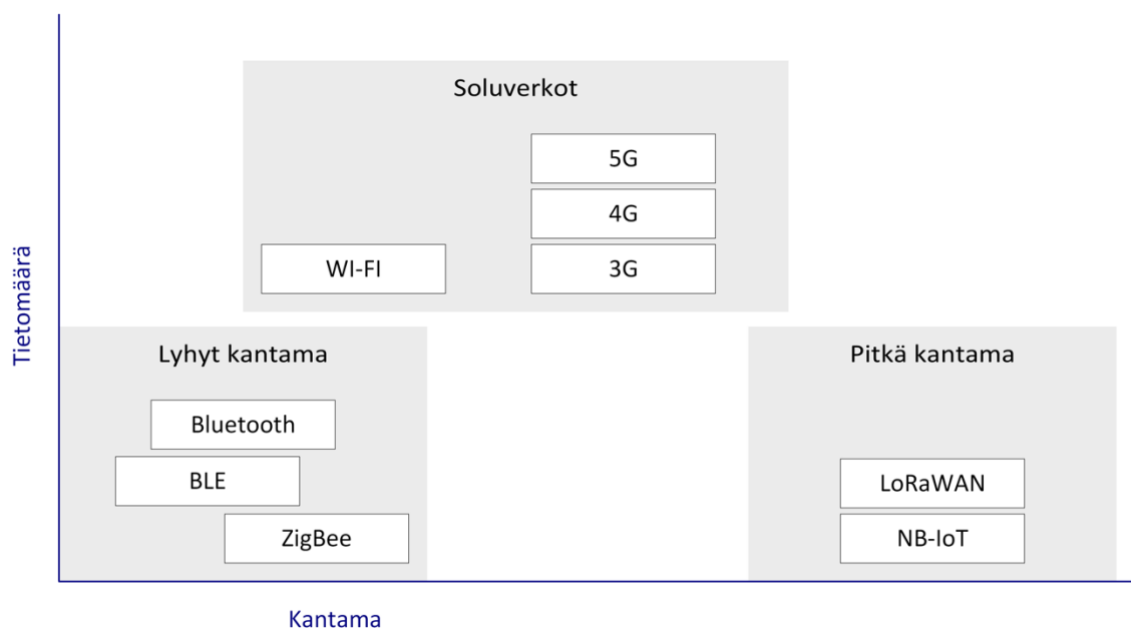 Soluverkot
5G
4G
WI-FI
3G
Tietomäärä
Lyhyt kantama
Pitkä kantama
Bluetooth
BLE
LoRaWAN
ZigBee
NB-IoT
Kantama